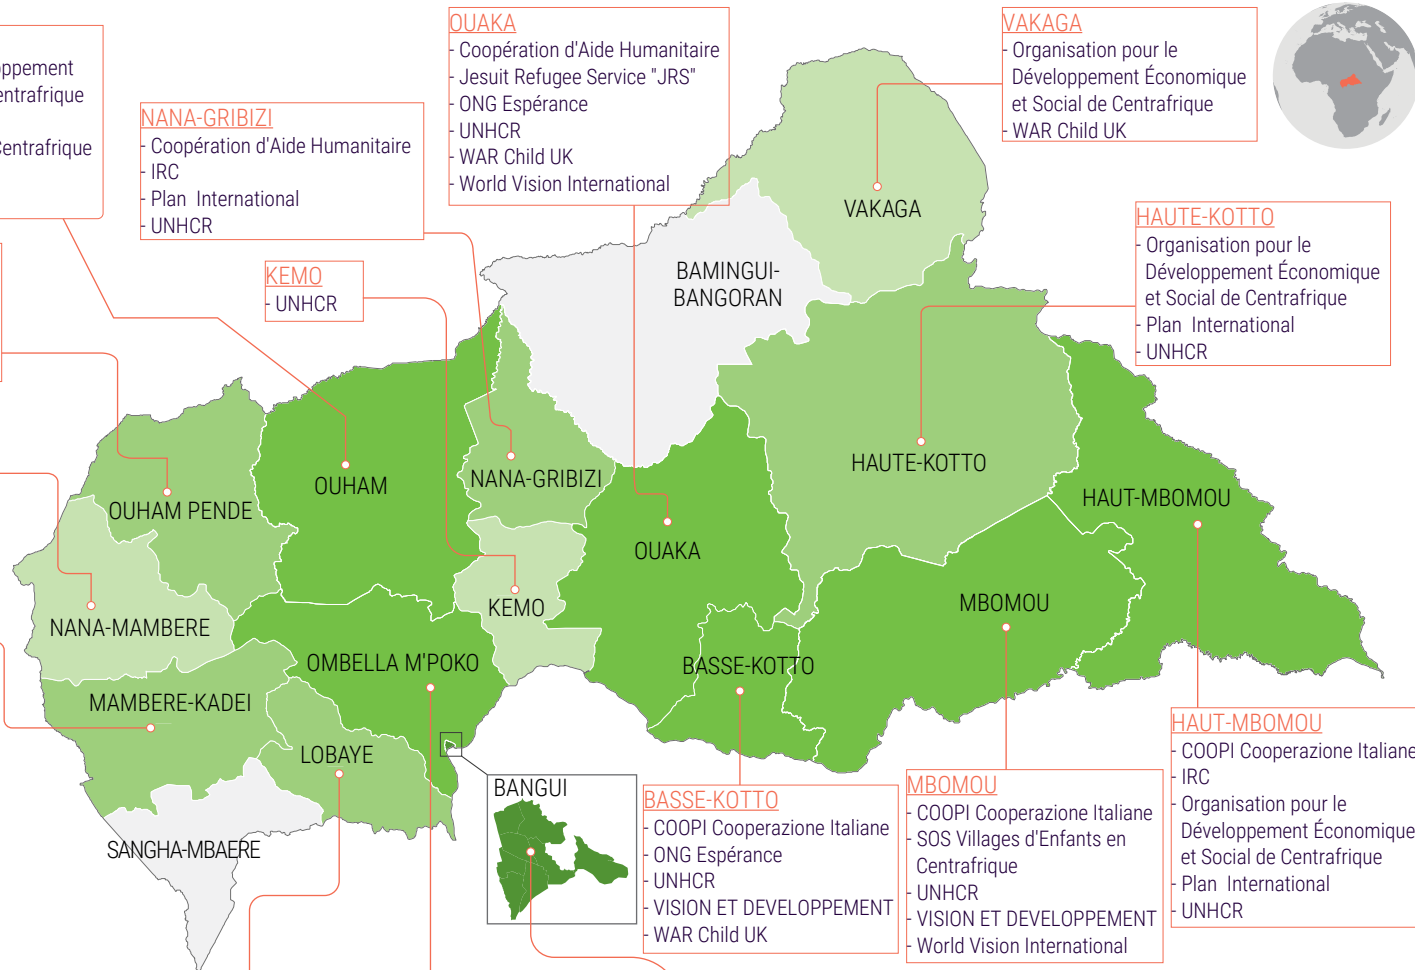 ppement
entrafrique
Centrafrique
NANA-GRIBIZI
- Coopération d'Aide Humanitaire
- IRC
- Plan International
- UNHCR
KEMO
- UNHCR
OUAKA
- Coopération d'Aide Humanitaire
- Jesuit Refugee Service "JRS"
- ONG Espérance
- UNHCR
- WAR Child UK
- World Vision International
VAKAGA
- Organisation pour le
Développement Économique
et Social de Centrafrique
- WAR Child UK
HAUTE-KOTTO
- Organisation pour le
Développement Économique
et Social de Centrafrique
- Plan International
- UNHCR
VAKAGA
BAMINGUI-
BANGORAN
HAUTE-KOTTO
OUHAM
NANA-GRIBIZI
OUHAM PENDE
HAUT-MBOMOU
OUAKA
KEMO
MBOMOU
NANA-MAMBERE
OMBELLA M'POKO
BASSE-KOTTO
MAMBERE-KADEI
LOBAYE
SANGHA-MBAERE
BANGUI
BASSE-KOTTO
- COOPI Cooperazione Italiane
- ONG Espérance
- UNHCR
- VISION ET DEVELOPPEMENT
- WAR Child UK
MBOMOU
- COOPI Cooperazione Italiane
- SOS Villages d'Enfants en
Centrafrique
- UNHCR
- VISION ET DEVELOPPEMENT
- World Vision International
HAUT-MBOMOU
- COOPI Cooperazione Italiane
- IRC
- Organisation pour le
Développement Économique
et Social de Centrafrique
- Plan International
- UNHCR